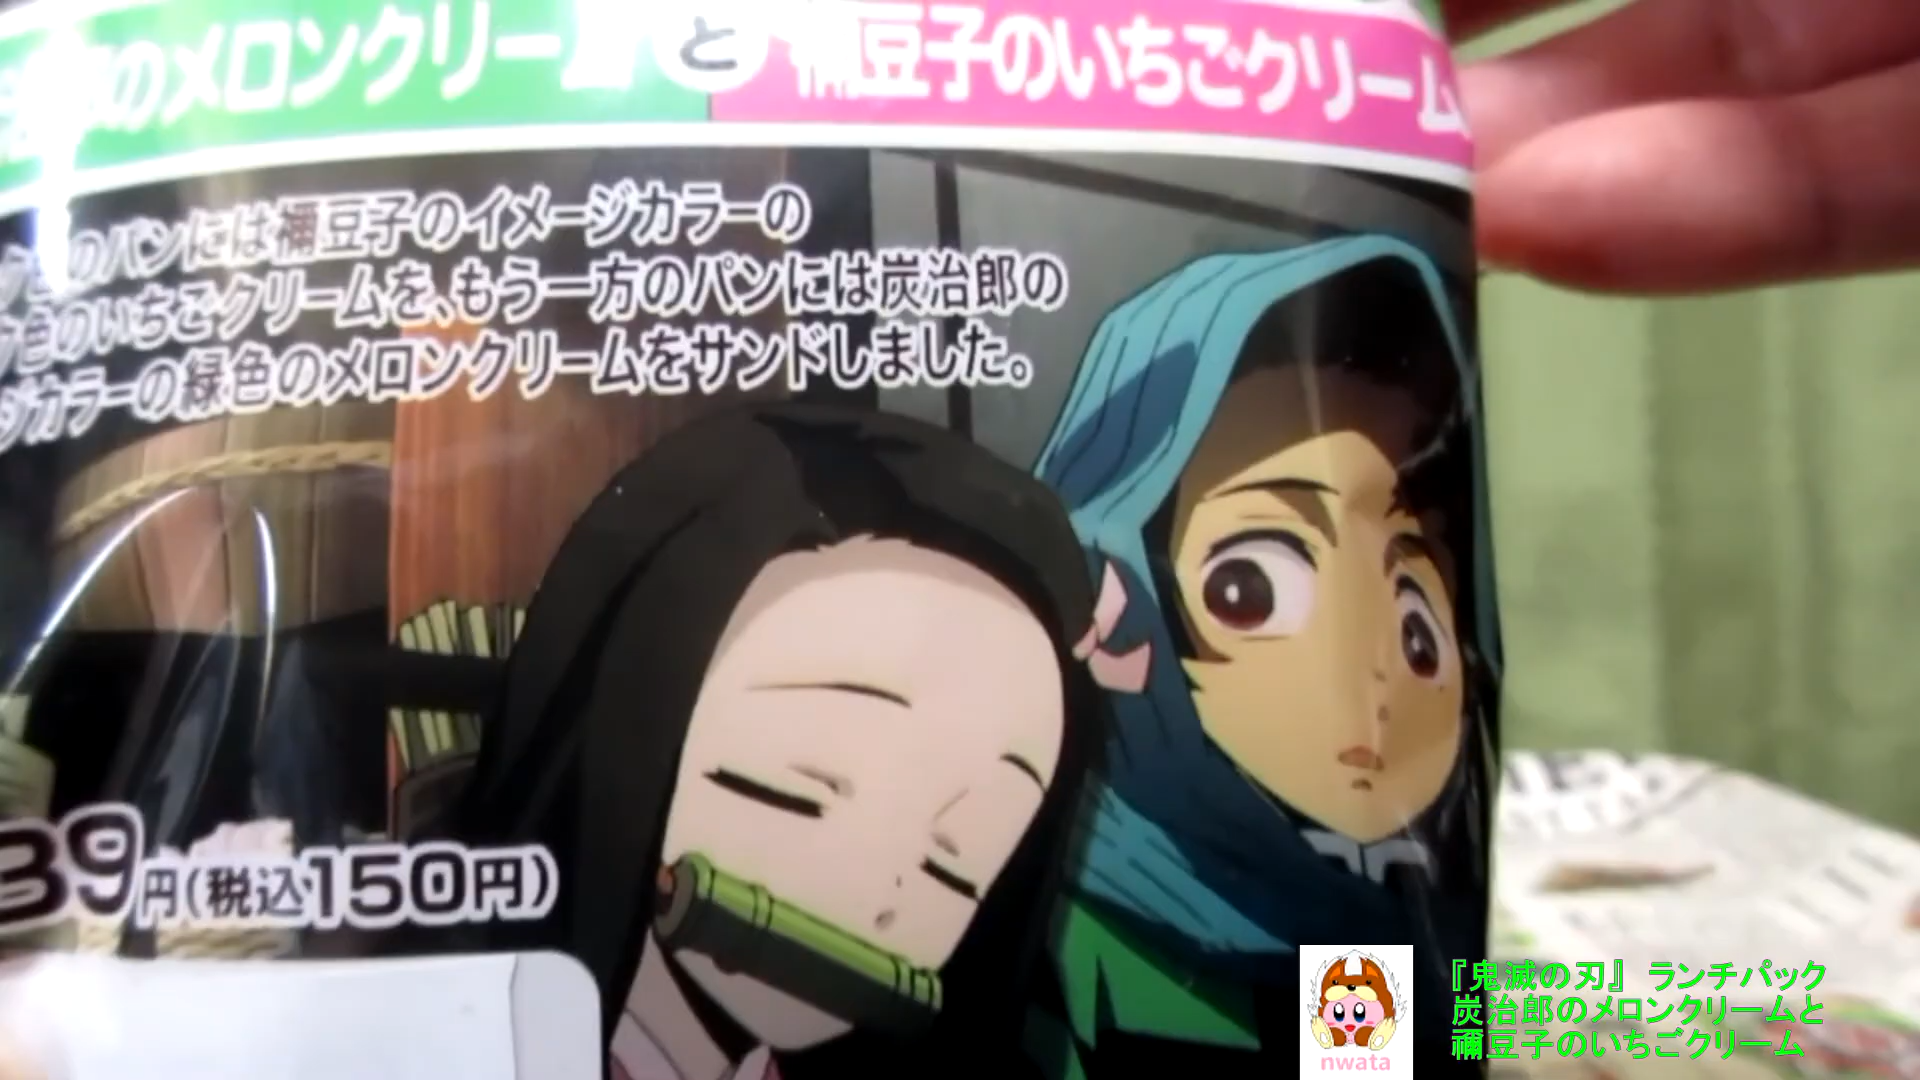 のメロンクリーム と 禰豆子のいちごクリーム
のパンには禰豆子のイメージカラーの
色のいちごクリームを、もう一方のパンには炭治郎の
ジカラーの緑色のメロンクリームをサンドしました。
39円(税込150円)
nwata
『鬼滅の刃』 ランチパック
炭治郎のメロンクリームと
禰豆子のいちごクリーム